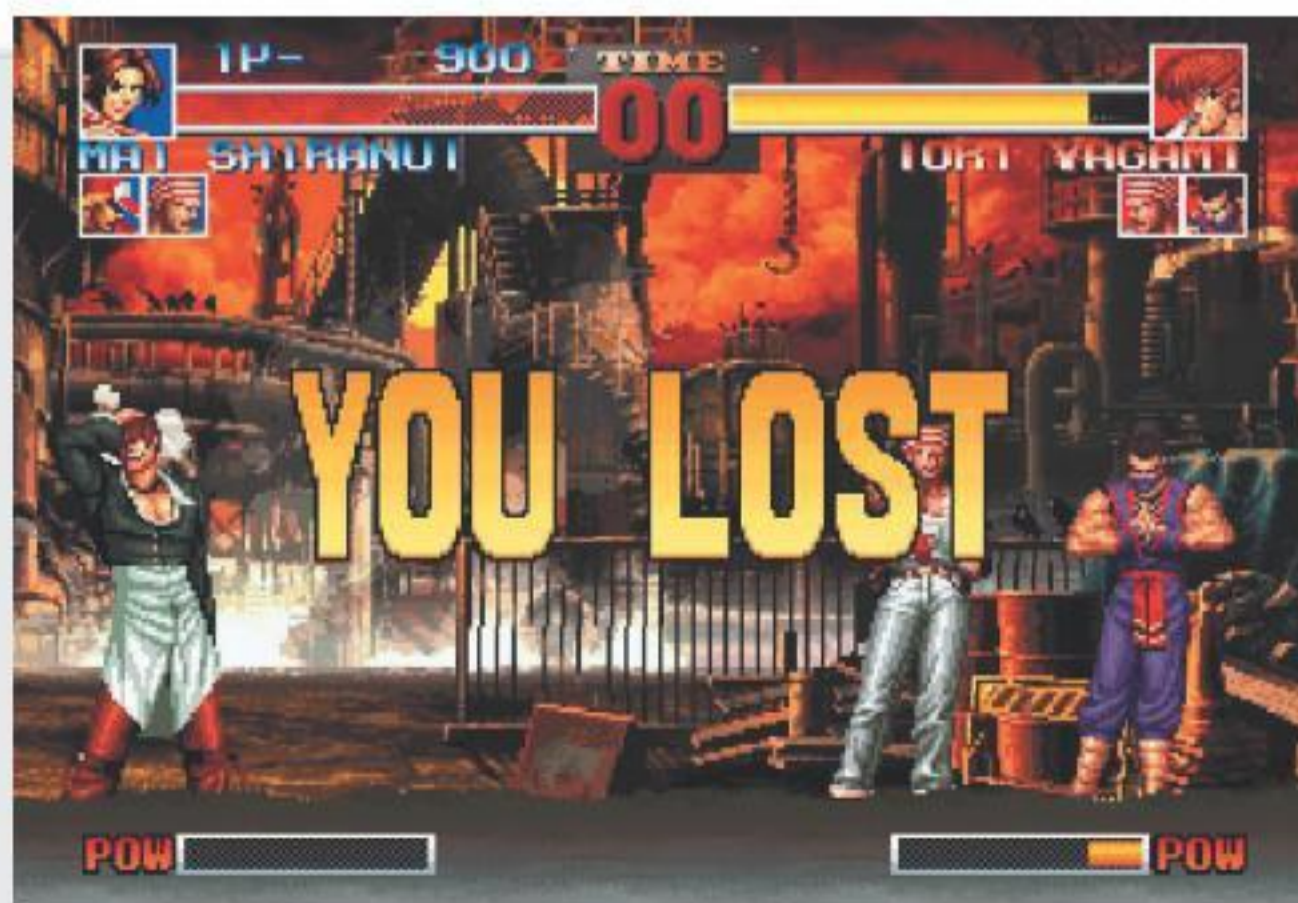 1P- 900 TIME
00
MAI SHIRANUI IORI YAGAMI
YOU LOST
POW POW